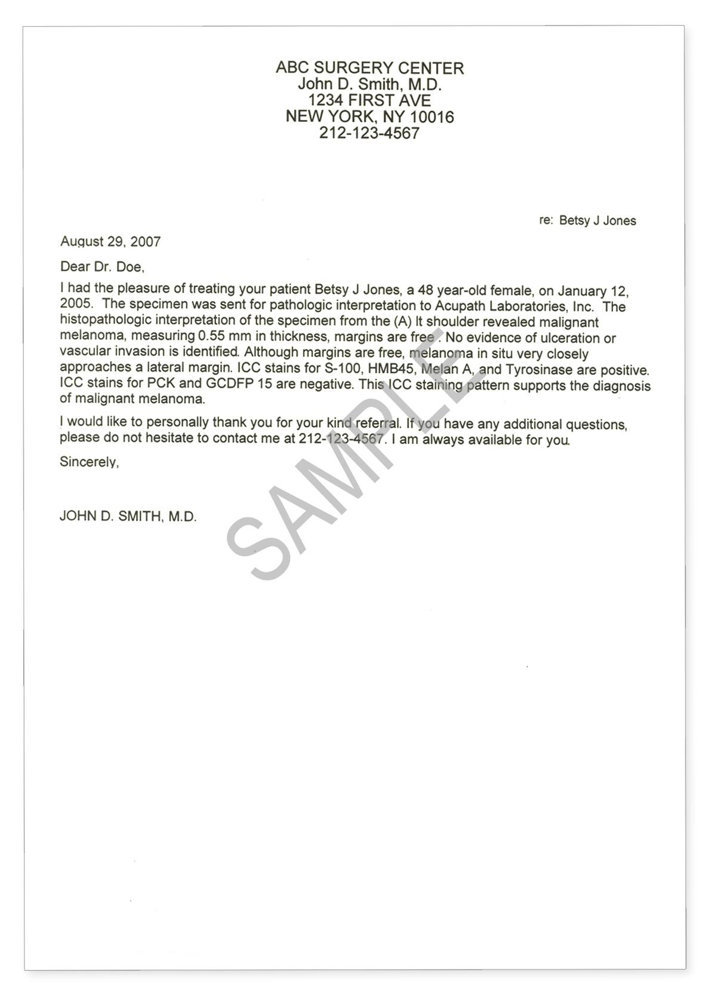 ABC SURGERY CENTER
John D. Smith, M.D.
1234 FIRST AVE
NEW YORK, NY 10016
212-123-4567
re: Betsy J Jones
August 29, 2007
Dear Dr. Doe,
I had the pleasure of treating your patient Betsy J Jones, a 48 year-old female, on January 12,
2005. The specimen was sent for pathologic interpretation to Acupath Laboratories, Inc. The
histopathologic interpretation of the specimen from the (A) lt shoulder revealed malignant
melanoma, measuring 0.55 mm in thickness, margins are free . No evidence of ulceration or
vascular invasion is identified. Although margins are free, melanoma in situ very closely
approaches a lateral margin. ICC stains for S-100, HMB45, Melan A, and Tyrosinase are positive.
ICC stains for PCK and GCDFP 15 are negative. This ICC staining pattern supports the diagnosis
of malignant melanoma.
I would like to personally thank you for your kind referral. If you have any additional questions,
please do not hesitate to contact me at 212-123-4567. I am always available for you.
Sincerely,
JOHN D. SMITH, M.D.
SAMPLE